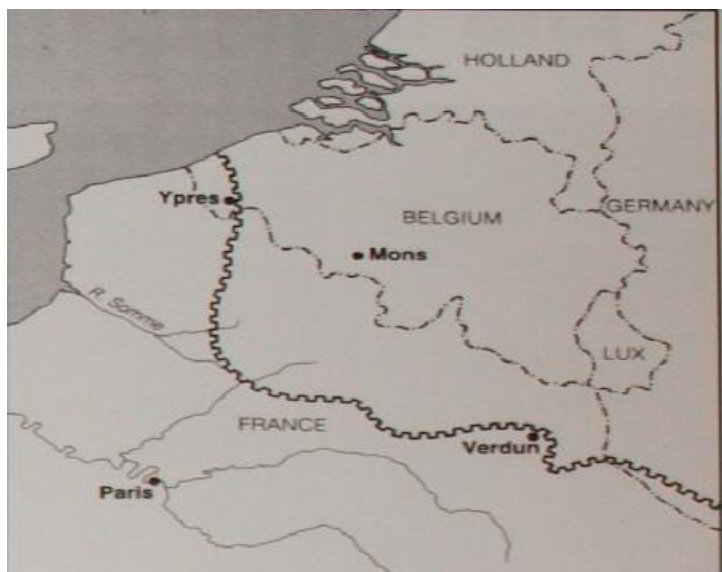 HOLLAND
Ypres
BELGIUM
GERMANY
Mons
R. Somme
LUX
FRANCE
Verdun
Paris